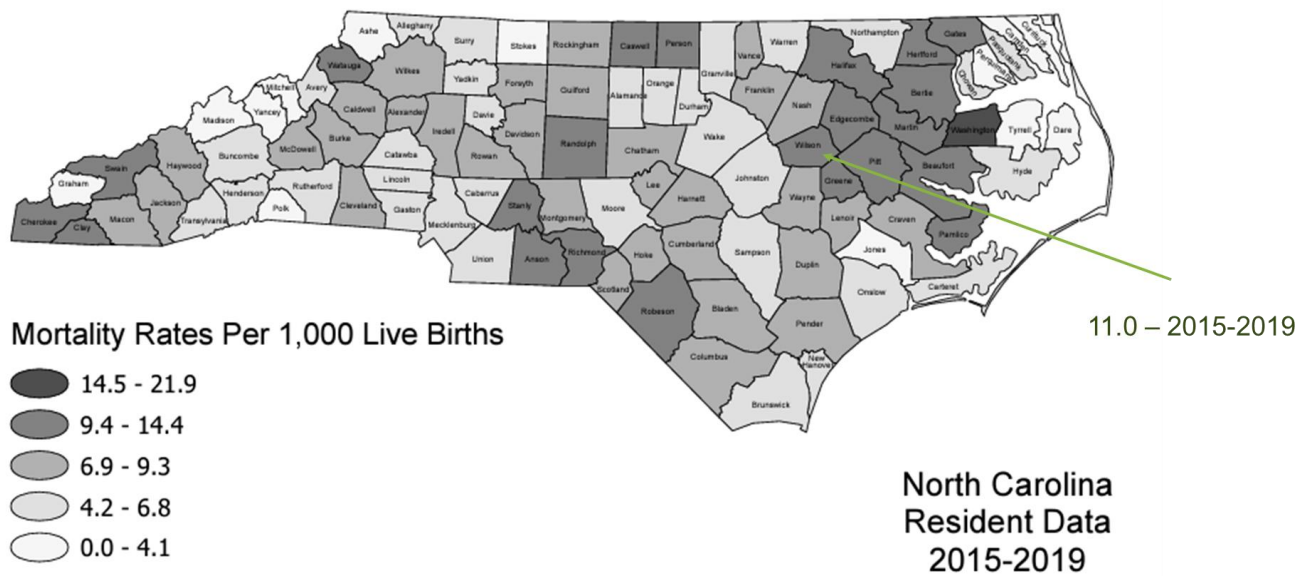 Ashe
Alleghany
Surry
Stokes
Rockingham
Caswell
Person
Vance
Warren
Northampton
Gates
Hertford
Camden
Currituck
Pasquotank
Perquimans
Chowan
Watauga
Wilkes
Yadkin
Forsyth
Guilford
Alamance
Orange
Durham
Granville
Franklin
Halifax
Bertie
Mitchell
Avery
Caldwell
Alexander
Iredell
Davie
Davidson
Randolph
Chatham
Wake
Nash
Edgecombe
Martin
Washington
Tyrrell
Dare
Madison
Yancey
Burke
McDowell
Catawba
Rowan
Wilson
Pitt
Beaufort
Hyde
Swain
Haywood
Buncombe
Rutherford
Lincoln
Cabarrus
Stanly
Montgomery
Moore
Lee
Harnett
Johnston
Wayne
Greene
Graham
Jackson
Henderson
Polk
Cleveland
Gaston
Mecklenburg
Lenoir
Craven
Pamlico
Cherokee
Clay
Macon
Transylvania
Union
Anson
Richmond
Hoke
Cumberland
Sampson
Duplin
Jones
Onslow
Carteret
Scotland
Robeson
Bladen
Pender
Columbus
New
Hanover
Brunswick
11.0 – 2015-2019
Mortality Rates Per 1,000 Live Births
14.5 - 21.9
9.4 - 14.4
6.9 - 9.3
4.2 - 6.8
0.0 - 4.1
North Carolina
Resident Data
2015-2019